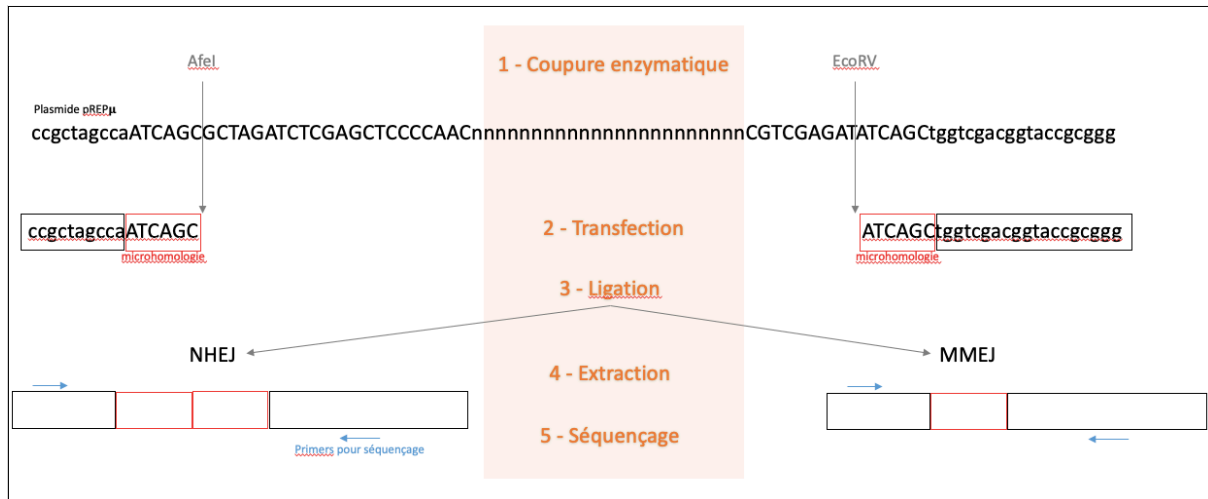 AfeI
1 - Coupure enzymatique
EcoRV
Plasmide pREPμ
ccgctagccaATCAGCGCTAGATCTCGAGCTCCCCAACnnnnnnnnnnnnnnnnnnnnnnnCGTCGAGATATCAGCtggtcgacggtaccgcggg
ccgctagccaATCAGC
2 - Transfection
ATCAGCtggtcgacggtaccgcggg
microhomologie
microhomologie
3 - Ligation
NHEJ
MMEJ
4 - Extraction
5 - Séquençage
Primers pour séquençage